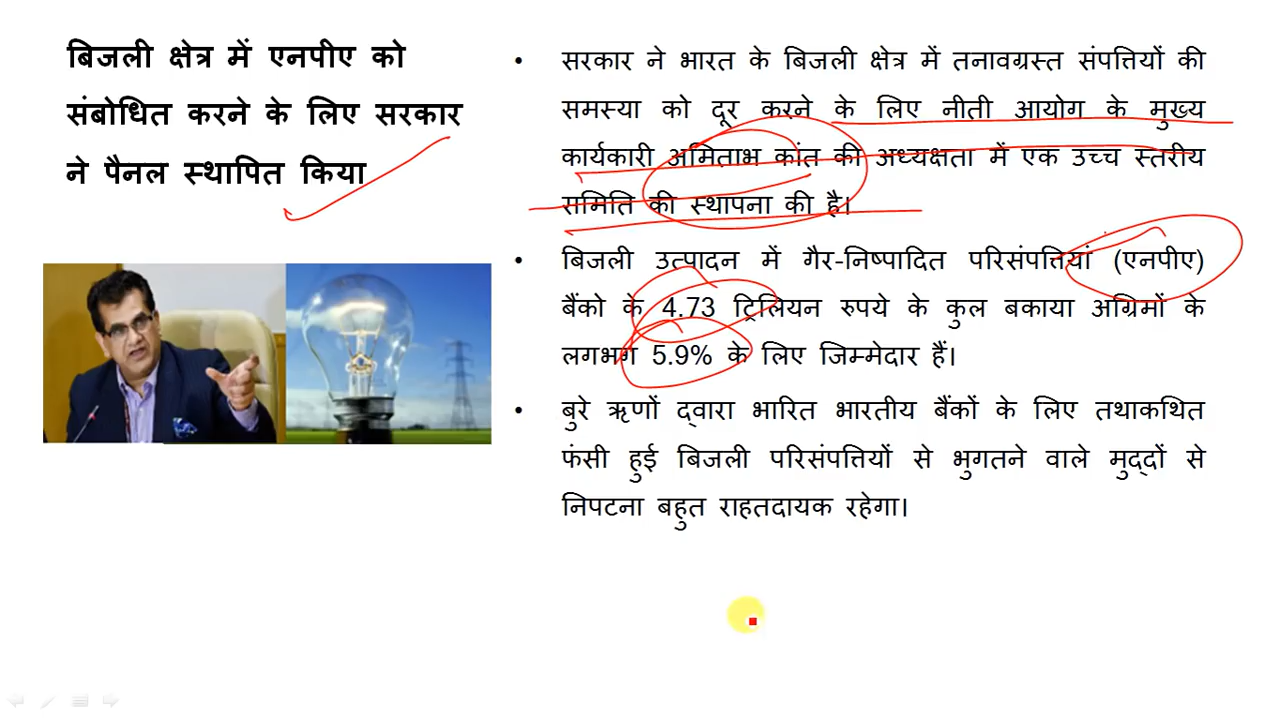 बिजली क्षेत्र में एनपीए को
संबोधित करने के लिए सरकार
ने पैनल स्थापित किया
• सरकार ने भारत के बिजली क्षेत्र में तनावग्रस्त संपत्तियों की
समस्या को दूर करने के लिए नीती आयोग के मुख्य
कार्यकारी अमिताभ कांत की अध्यक्षता में एक उच्च स्तरीय
समिति की स्थापना की है।
• बिजली उत्पादन में गैर-निष्पादित परिसंपत्तियां (एनपीए)
बैंको के 4.73 ट्रिलियन रुपये के कुल बकाया अग्रिमों के
लगभग 5.9% के लिए जिम्मेदार हैं।
• बुरे ऋणों द्वारा भारित भारतीय बैंकों के लिए तथाकथित
फंसी हुई बिजली परिसंपत्तियों से भुगतने वाले मुद्दों से
निपटना बहुत राहतदायक रहेगा।